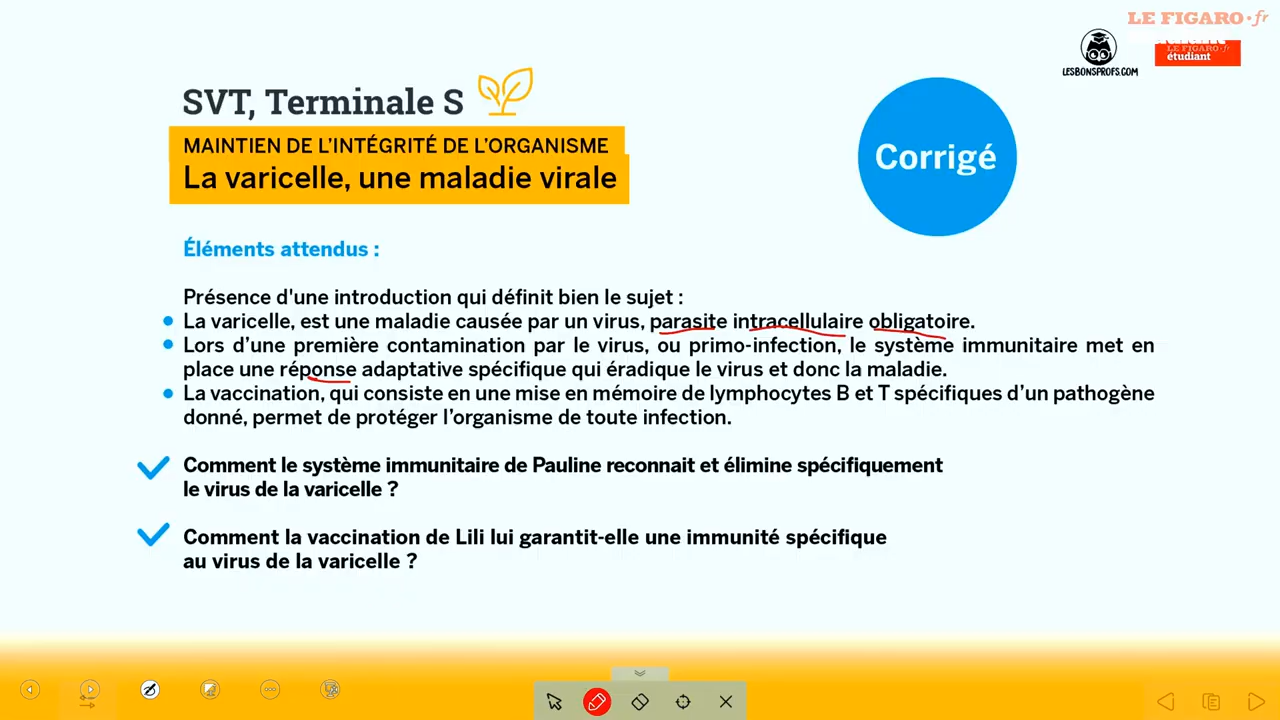 LE FIGARO·fr
LE FIGARO·fr
étudiant
LESBONSPROFS.COM
SVT, Terminale S
MAINTIEN DE L'INTÉGRITÉ DE L'ORGANISME
La varicelle, une maladie virale
Corrigé
Éléments attendus :
Présence d'une introduction qui définit bien le sujet :
La varicelle, est une maladie causée par un virus, parasite intracellulaire obligatoire.
Lors d'une première contamination par le virus, ou primo-infection, le système immunitaire met en
place une réponse adaptative spécifique qui éradique le virus et donc la maladie.
La vaccination, qui consiste en une mise en mémoire de lymphocytes B et T spécifiques d'un pathogène
donné, permet de protéger l'organisme de toute infection.
Comment le système immunitaire de Pauline reconnait et élimine spécifiquement
le virus de la varicelle ?
Comment la vaccination de Lili lui garantit-elle une immunité spécifique
au virus de la varicelle ?